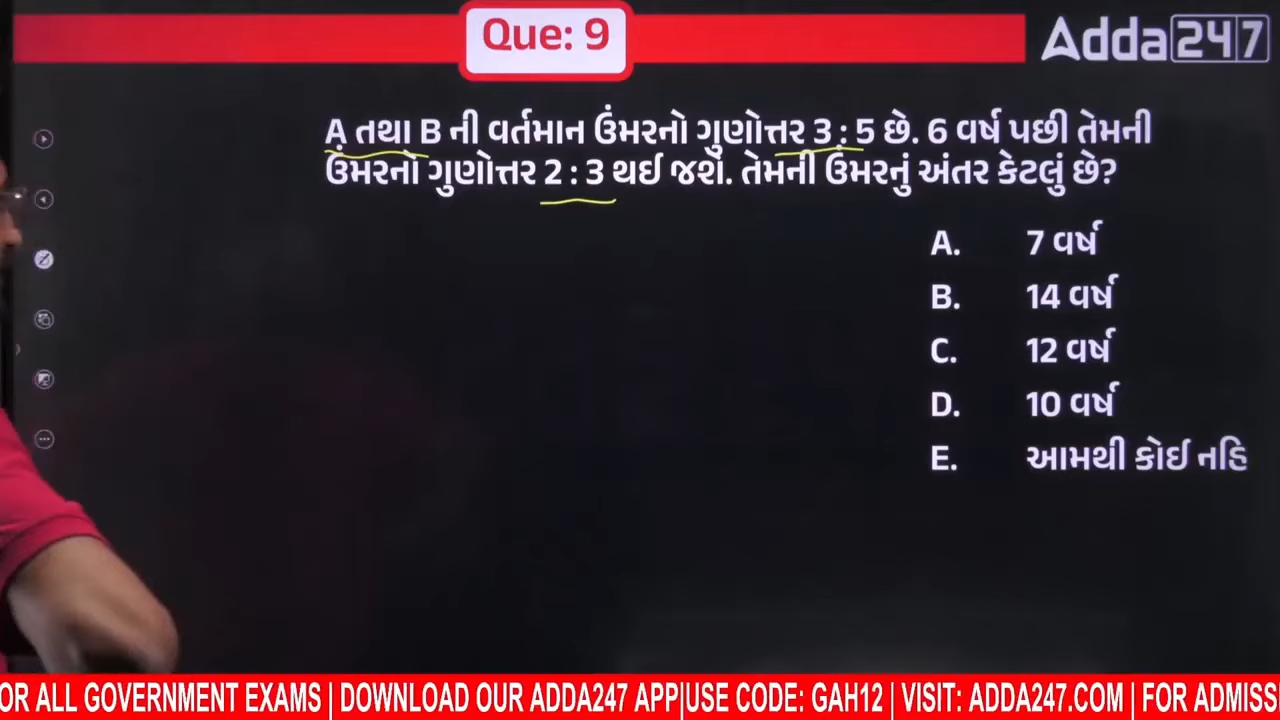 Que: 9
Adda247
A તથા B ની વર્તમાન ઉંમરનો ગુણોત્તર 3 : 5 છે. 6 વર્ષ પછી તેમની
ઉંમરનો ગુણોત્તર 2 : 3 થઈ જશે. તેમની ઉંમરનું અંતર કેટલું છે?
A. 7 વર્ષ
B. 14 વર્ષ
C. 12 વર્ષ
D. 10 વર્ષ
E. આમથી કોઈ નહિ
OR ALL GOVERNMENT EXAMS | DOWNLOAD OUR ADDA247 APP|USE CODE: GAH12 | VISIT: ADDA247.COM | FOR ADMISS